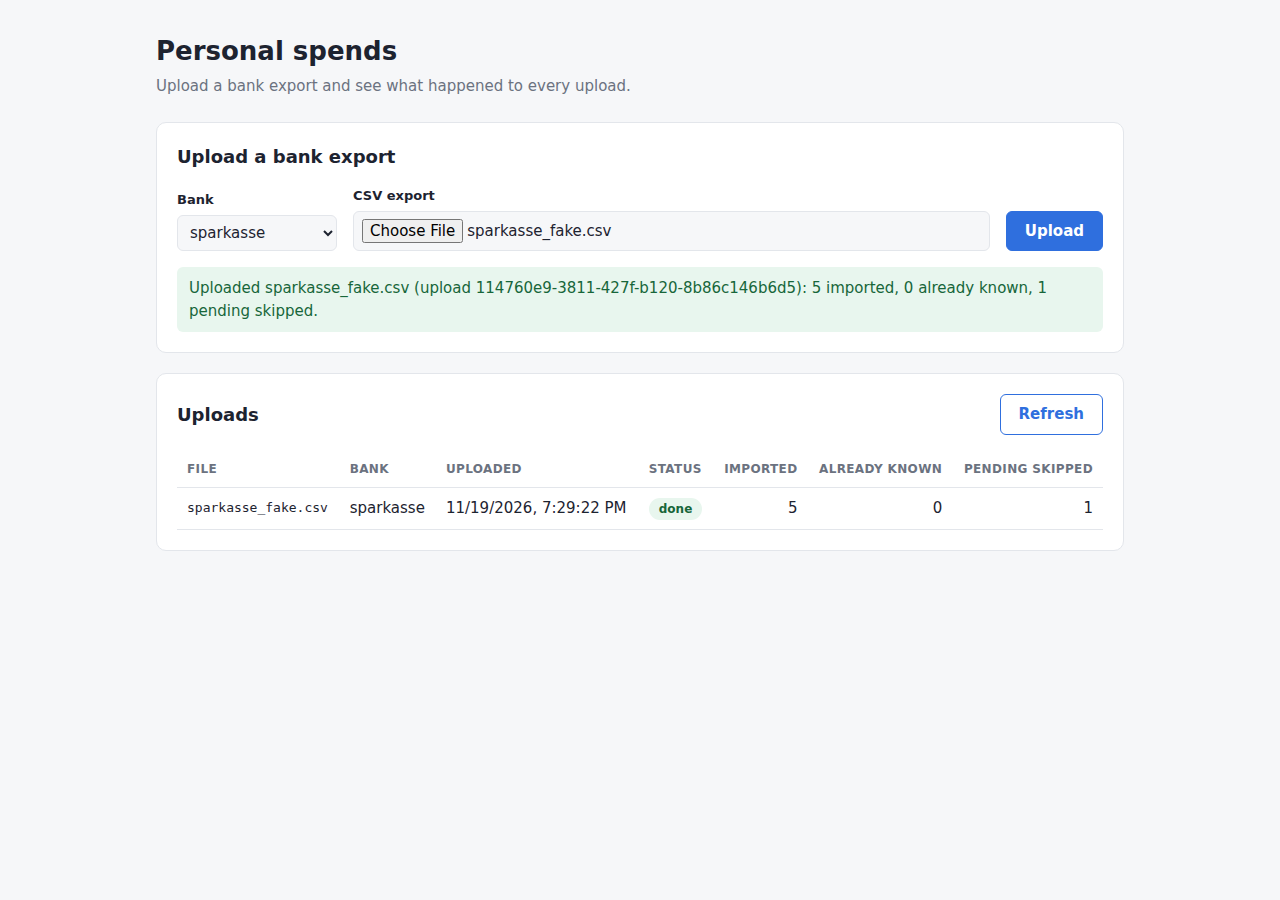 Personal spends
Upload a bank export and see what happened to every upload.
Upload a bank export
Bank
CSV export
sparkasse
Choose File sparkasse_fake.csv
Upload
Uploaded sparkasse_fake.csv (upload 114760e9-3811-427f-b120-8b86c146b6d5): 5 imported, 0 already known, 1
pending skipped.
Uploads
Refresh
FILE BANK UPLOADED STATUS IMPORTED ALREADY KNOWN PENDING SKIPPED
sparkasse_fake.csv sparkasse 11/19/2026, 7:29:22 PM done 5 0 1